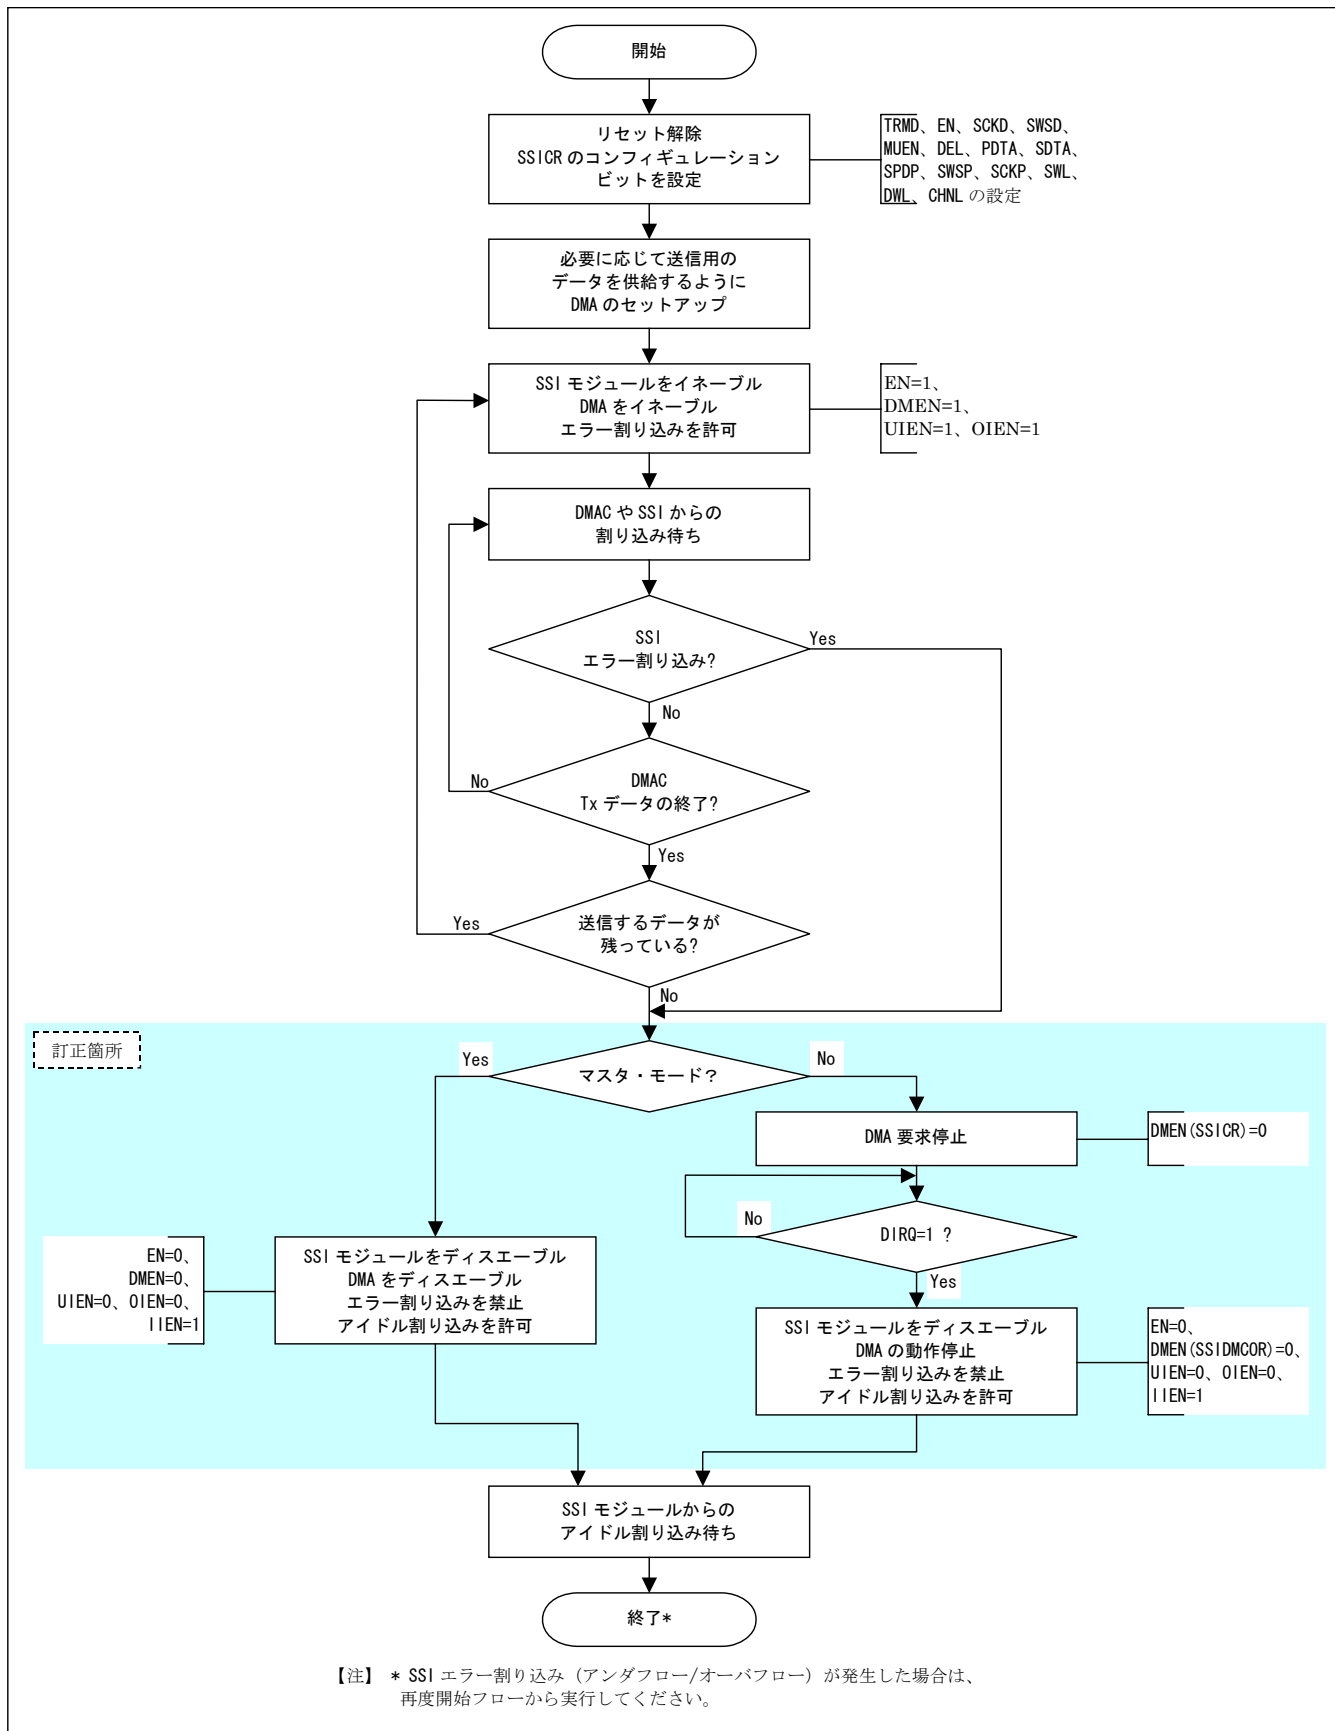 開始
リセット解除
SSICR のコンフィギュレーション
ビットを設定
TRMD、EN、SCKD、SWSD、
MUEN、DEL、PDTA、SDTA、
SPDP、SWSP、SCKP、SWL、
DWL、CHNL の設定
必要に応じて送信用の
データを供給するように
DMA のセットアップ
SSI モジュールをイネーブル
DMA をイネーブル
エラー割り込みを許可
EN=1、
DMEN=1、
UIEN=1、OIEN=1
DMAC や SSI からの
割り込み待ち
SSI
エラー割り込み?
Yes
No
DMAC
Tx データの終了?
No
Yes
送信するデータが
残っている?
Yes
No
訂正箇所
マスタ・モード？
Yes
No
DMA 要求停止
DMEN(SSICR)=0
DIRQ=1 ?
No
Yes
EN=0、
DMEN=0、
UIEN=0、OIEN=0、
IIEN=1
SSI モジュールをディスエーブル
DMA をディスエーブル
エラー割り込みを禁止
アイドル割り込みを許可
SSI モジュールをディスエーブル
DMA の動作停止
エラー割り込みを禁止
アイドル割り込みを許可
EN=0、
DMEN(SSIDMCOR)=0、
UIEN=0、OIEN=0、
IIEN=1
SSI モジュールからの
アイドル割り込み待ち
終了*
【注】 * SSI エラー割り込み（アンダフロー/オーバフロー）が発生した場合は、
再度開始フローから実行してください。